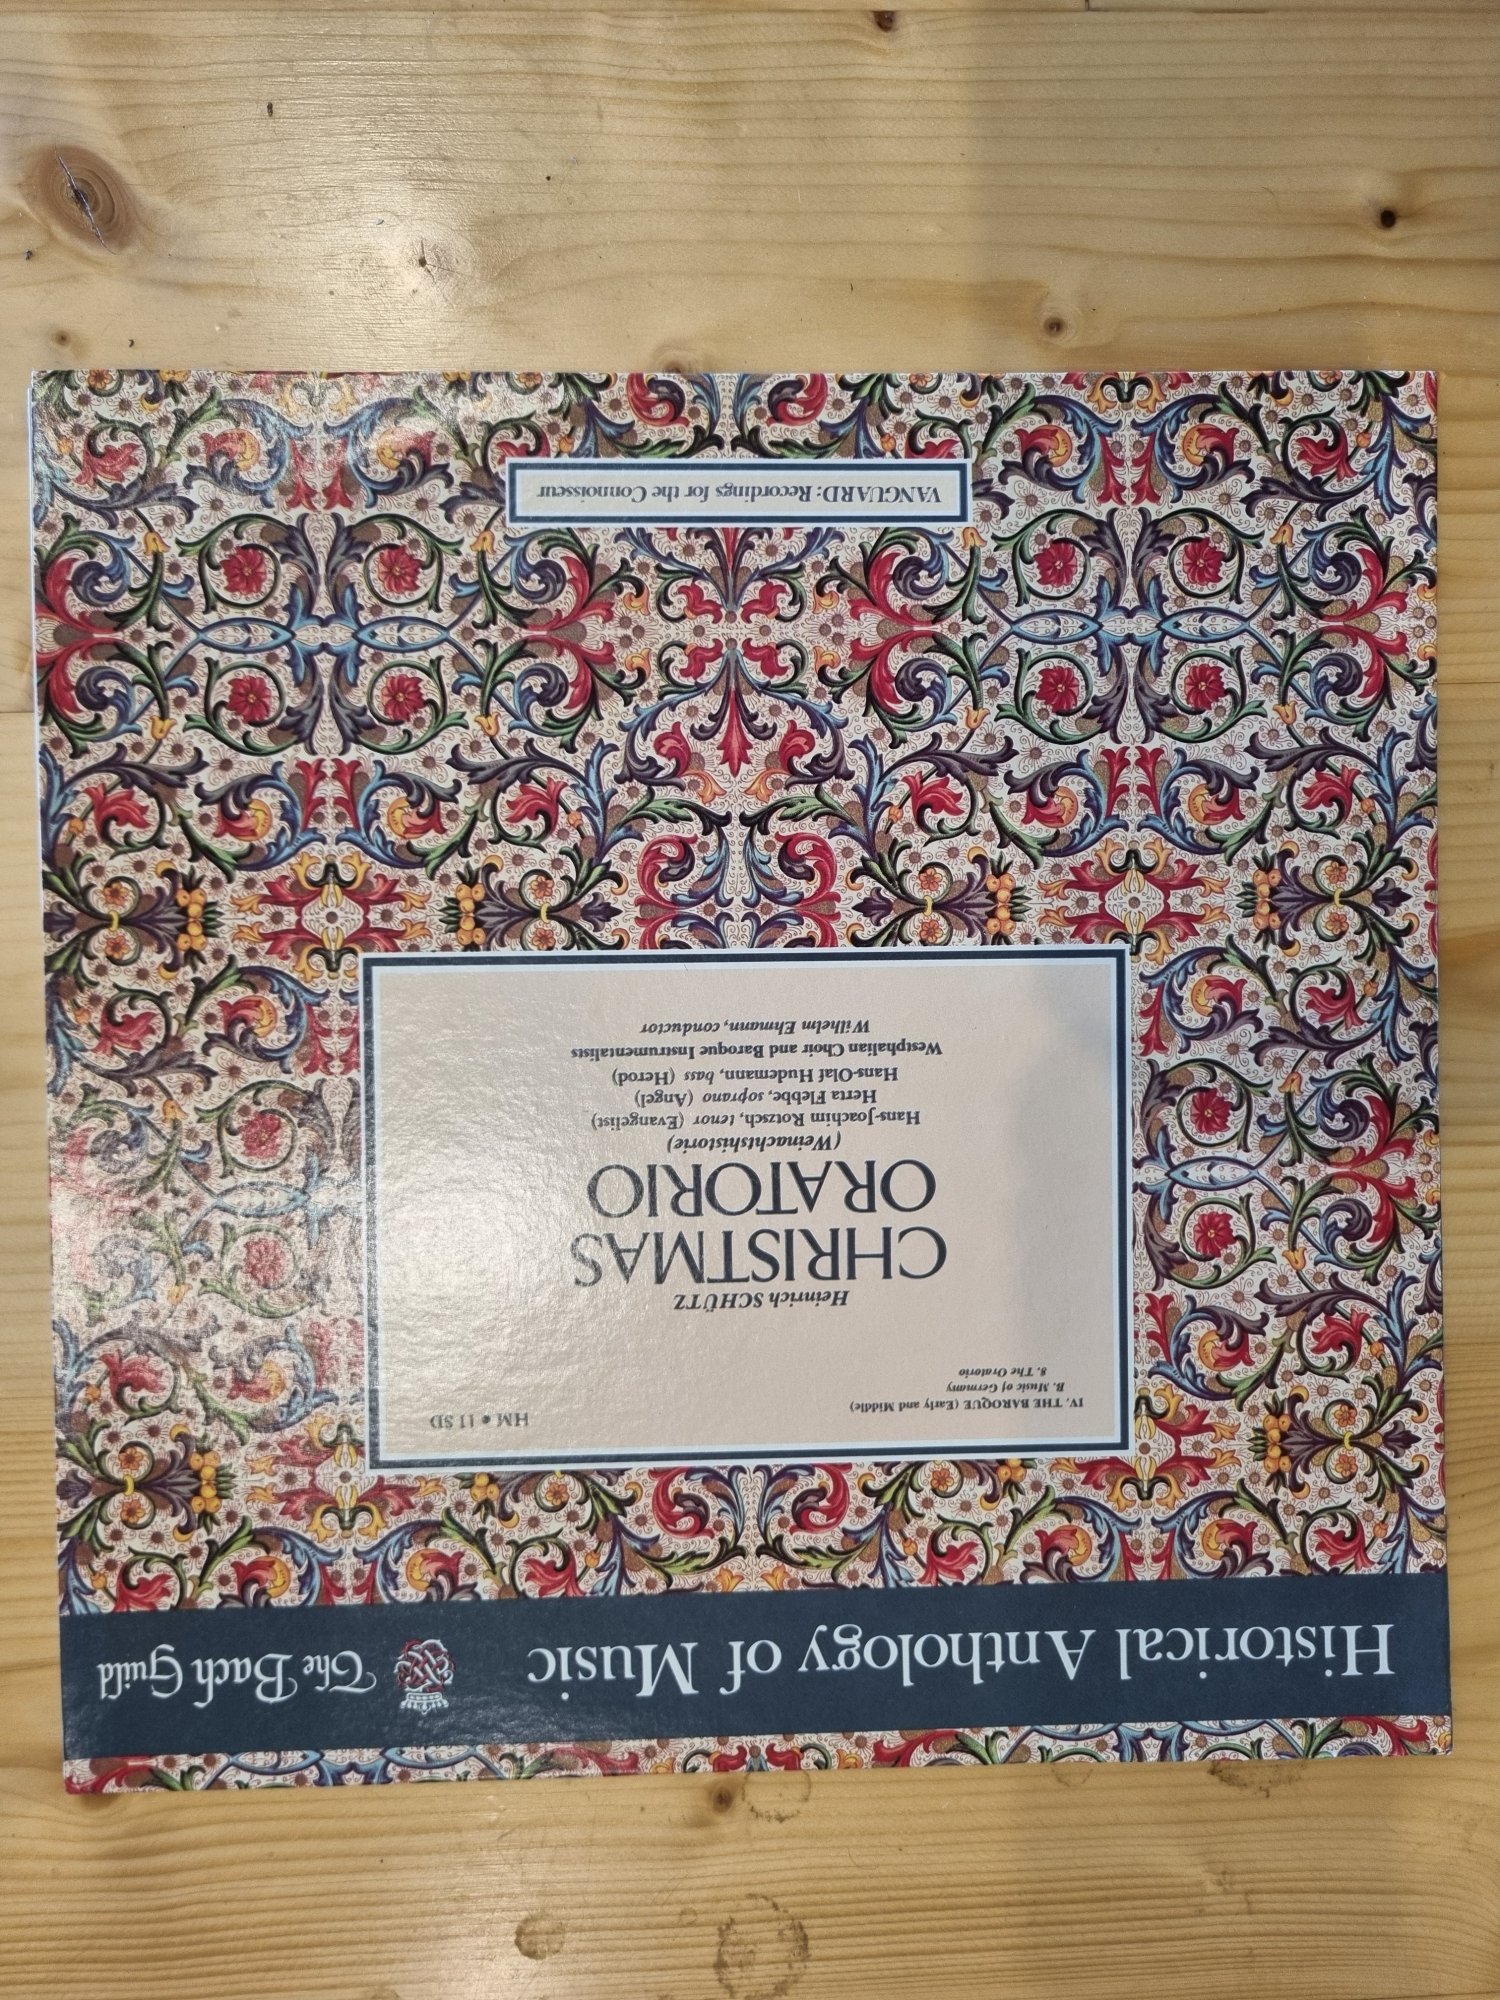 Historical Anthology of Music The Bach Guild
IV. THE BAROQUE (Early and Middle) HM • 11 SD
B. Music of Germany
8. The Oratorio
Heinrich SCHÜTZ
CHRISTMAS
ORATORIO
(Weinachtshistorie)
Hans-Joachim Rotzsch, tenor (Evangelist)
Herta Flebbe, soprano (Angel)
Hans-Olaf Hudemann, bass (Herod)
Westphalian Choir and Baroque Instrumentalists
Wilhelm Ehmann, conductor
VANGUARD: Recordings for the Connoisseur